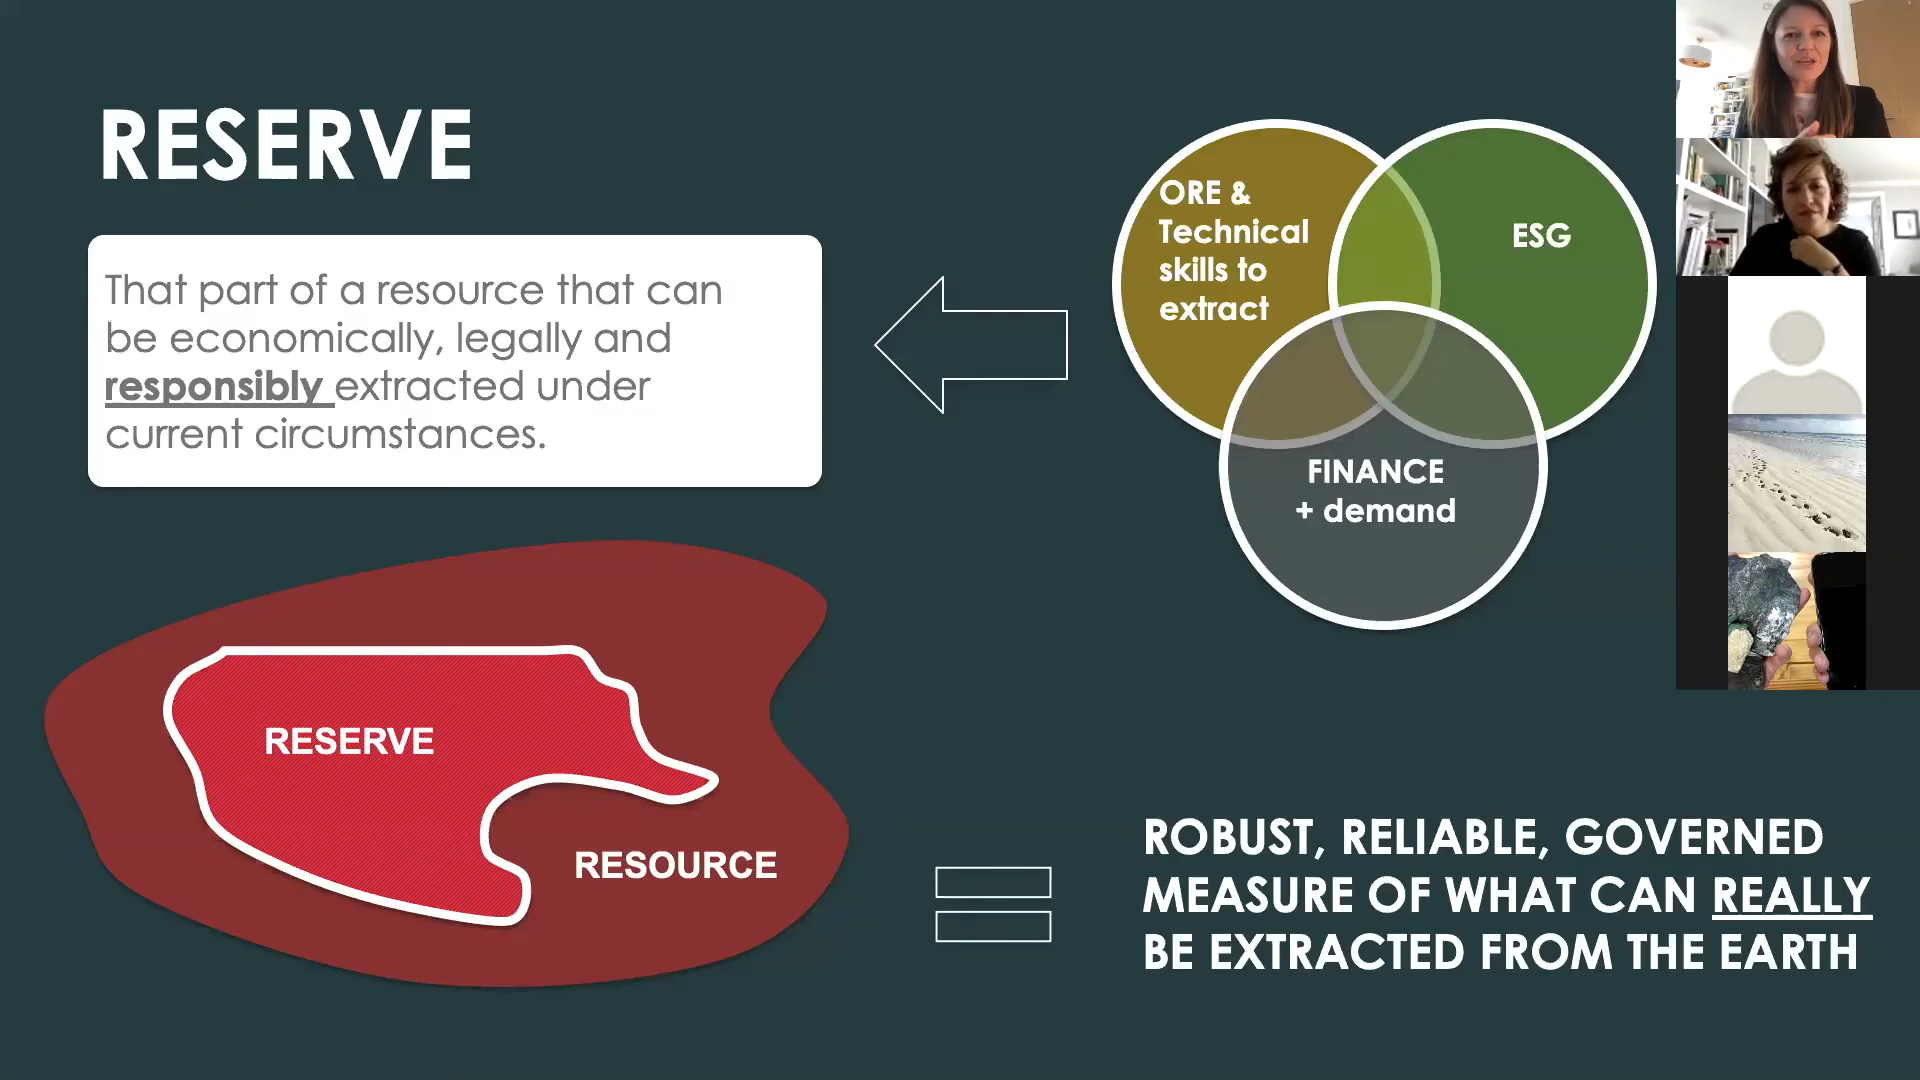 RESERVE
That part of a resource that can
be economically, legally and
responsibly extracted under
current circumstances.
ORE &
Technical
skills to
extract
ESG
FINANCE
+ demand
RESERVE
RESOURCE
ROBUST, RELIABLE, GOVERNED
MEASURE OF WHAT CAN REALLY
BE EXTRACTED FROM THE EARTH